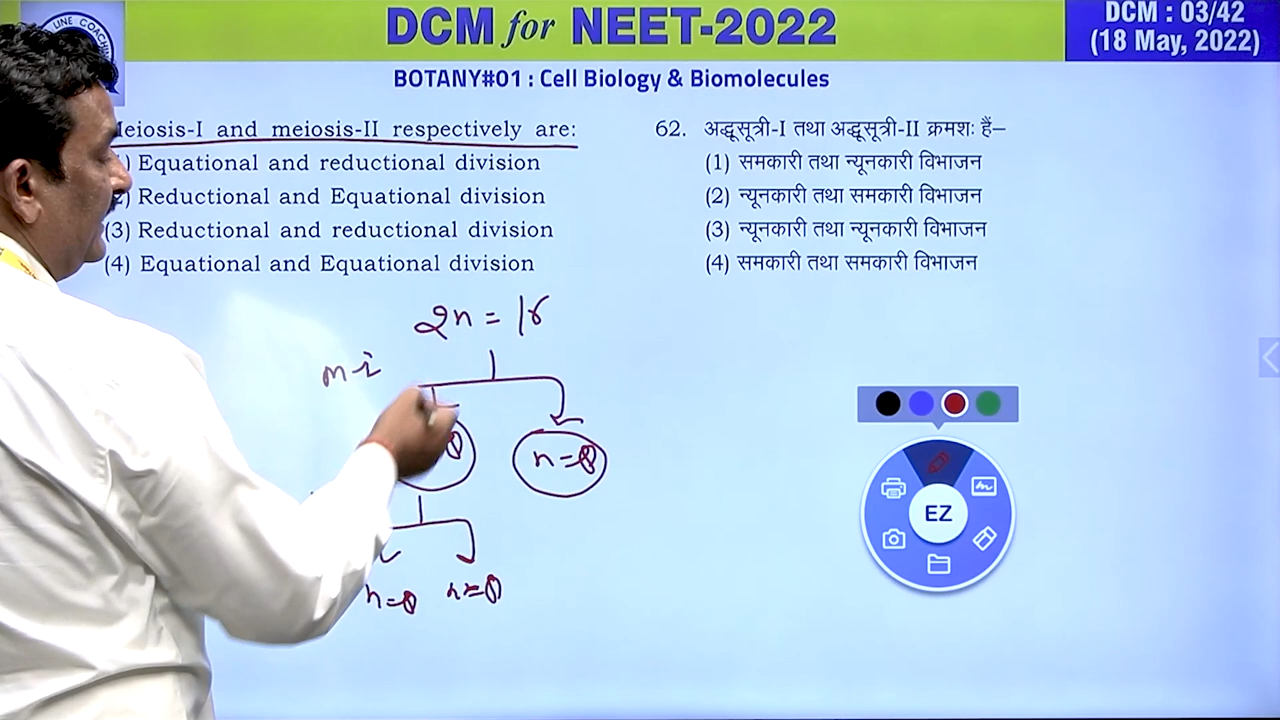 LINE COACHING
DCM for NEET-2022
DCM : 03/42
(18 May, 2022)
BOTANY#01 : Cell Biology & Biomolecules
Meiosis-I and meiosis-II respectively are:
) Equational and reductional division
2) Reductional and Equational division
(3) Reductional and reductional division
(4) Equational and Equational division
62. अर्द्धसूत्री-I तथा अर्द्धसूत्री-II क्रमशः हैं–
(1) समकारी तथा न्यूनकारी विभाजन
(2) न्यूनकारी तथा समकारी विभाजन
(3) न्यूनकारी तथा न्यूनकारी विभाजन
(4) समकारी तथा समकारी विभाजन
2n = 16
m-i
n=8
n=8 n=8
EZ